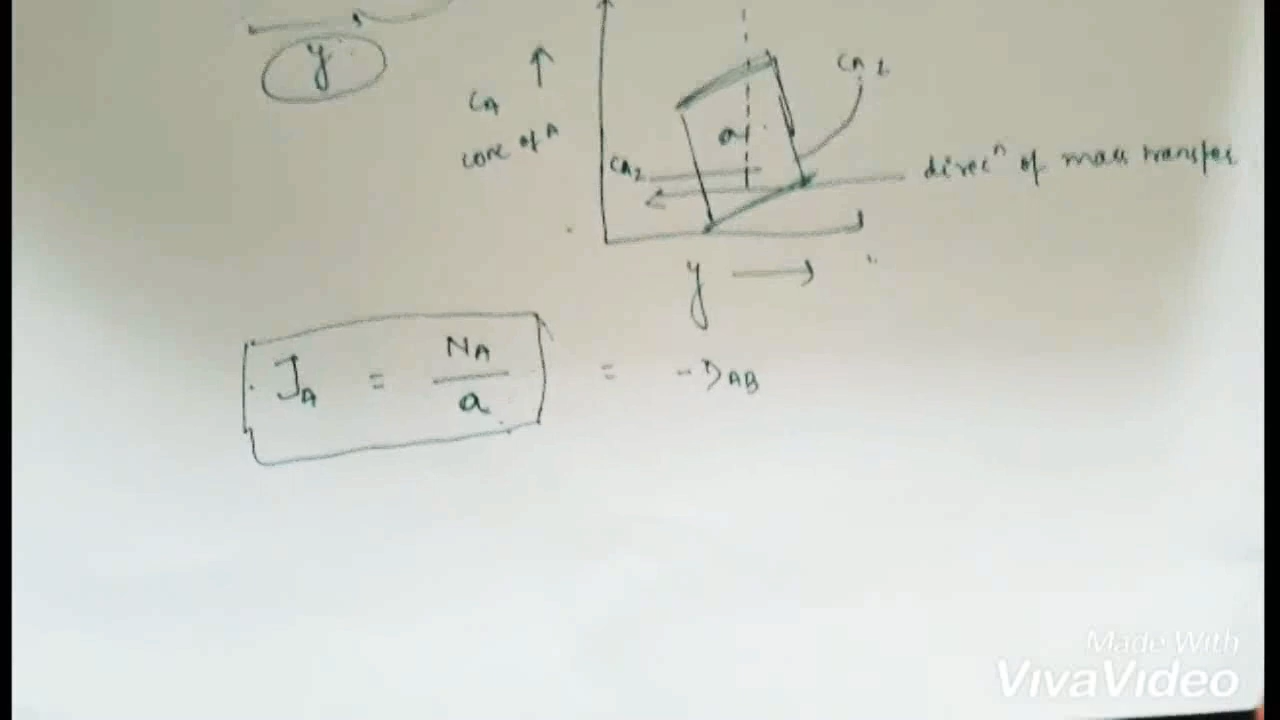 y
CA
conc of A
CA1
a
CA2
direcⁿ of mass transfer
y →
JA = NA/a = -DAB
Made With
VivaVideo